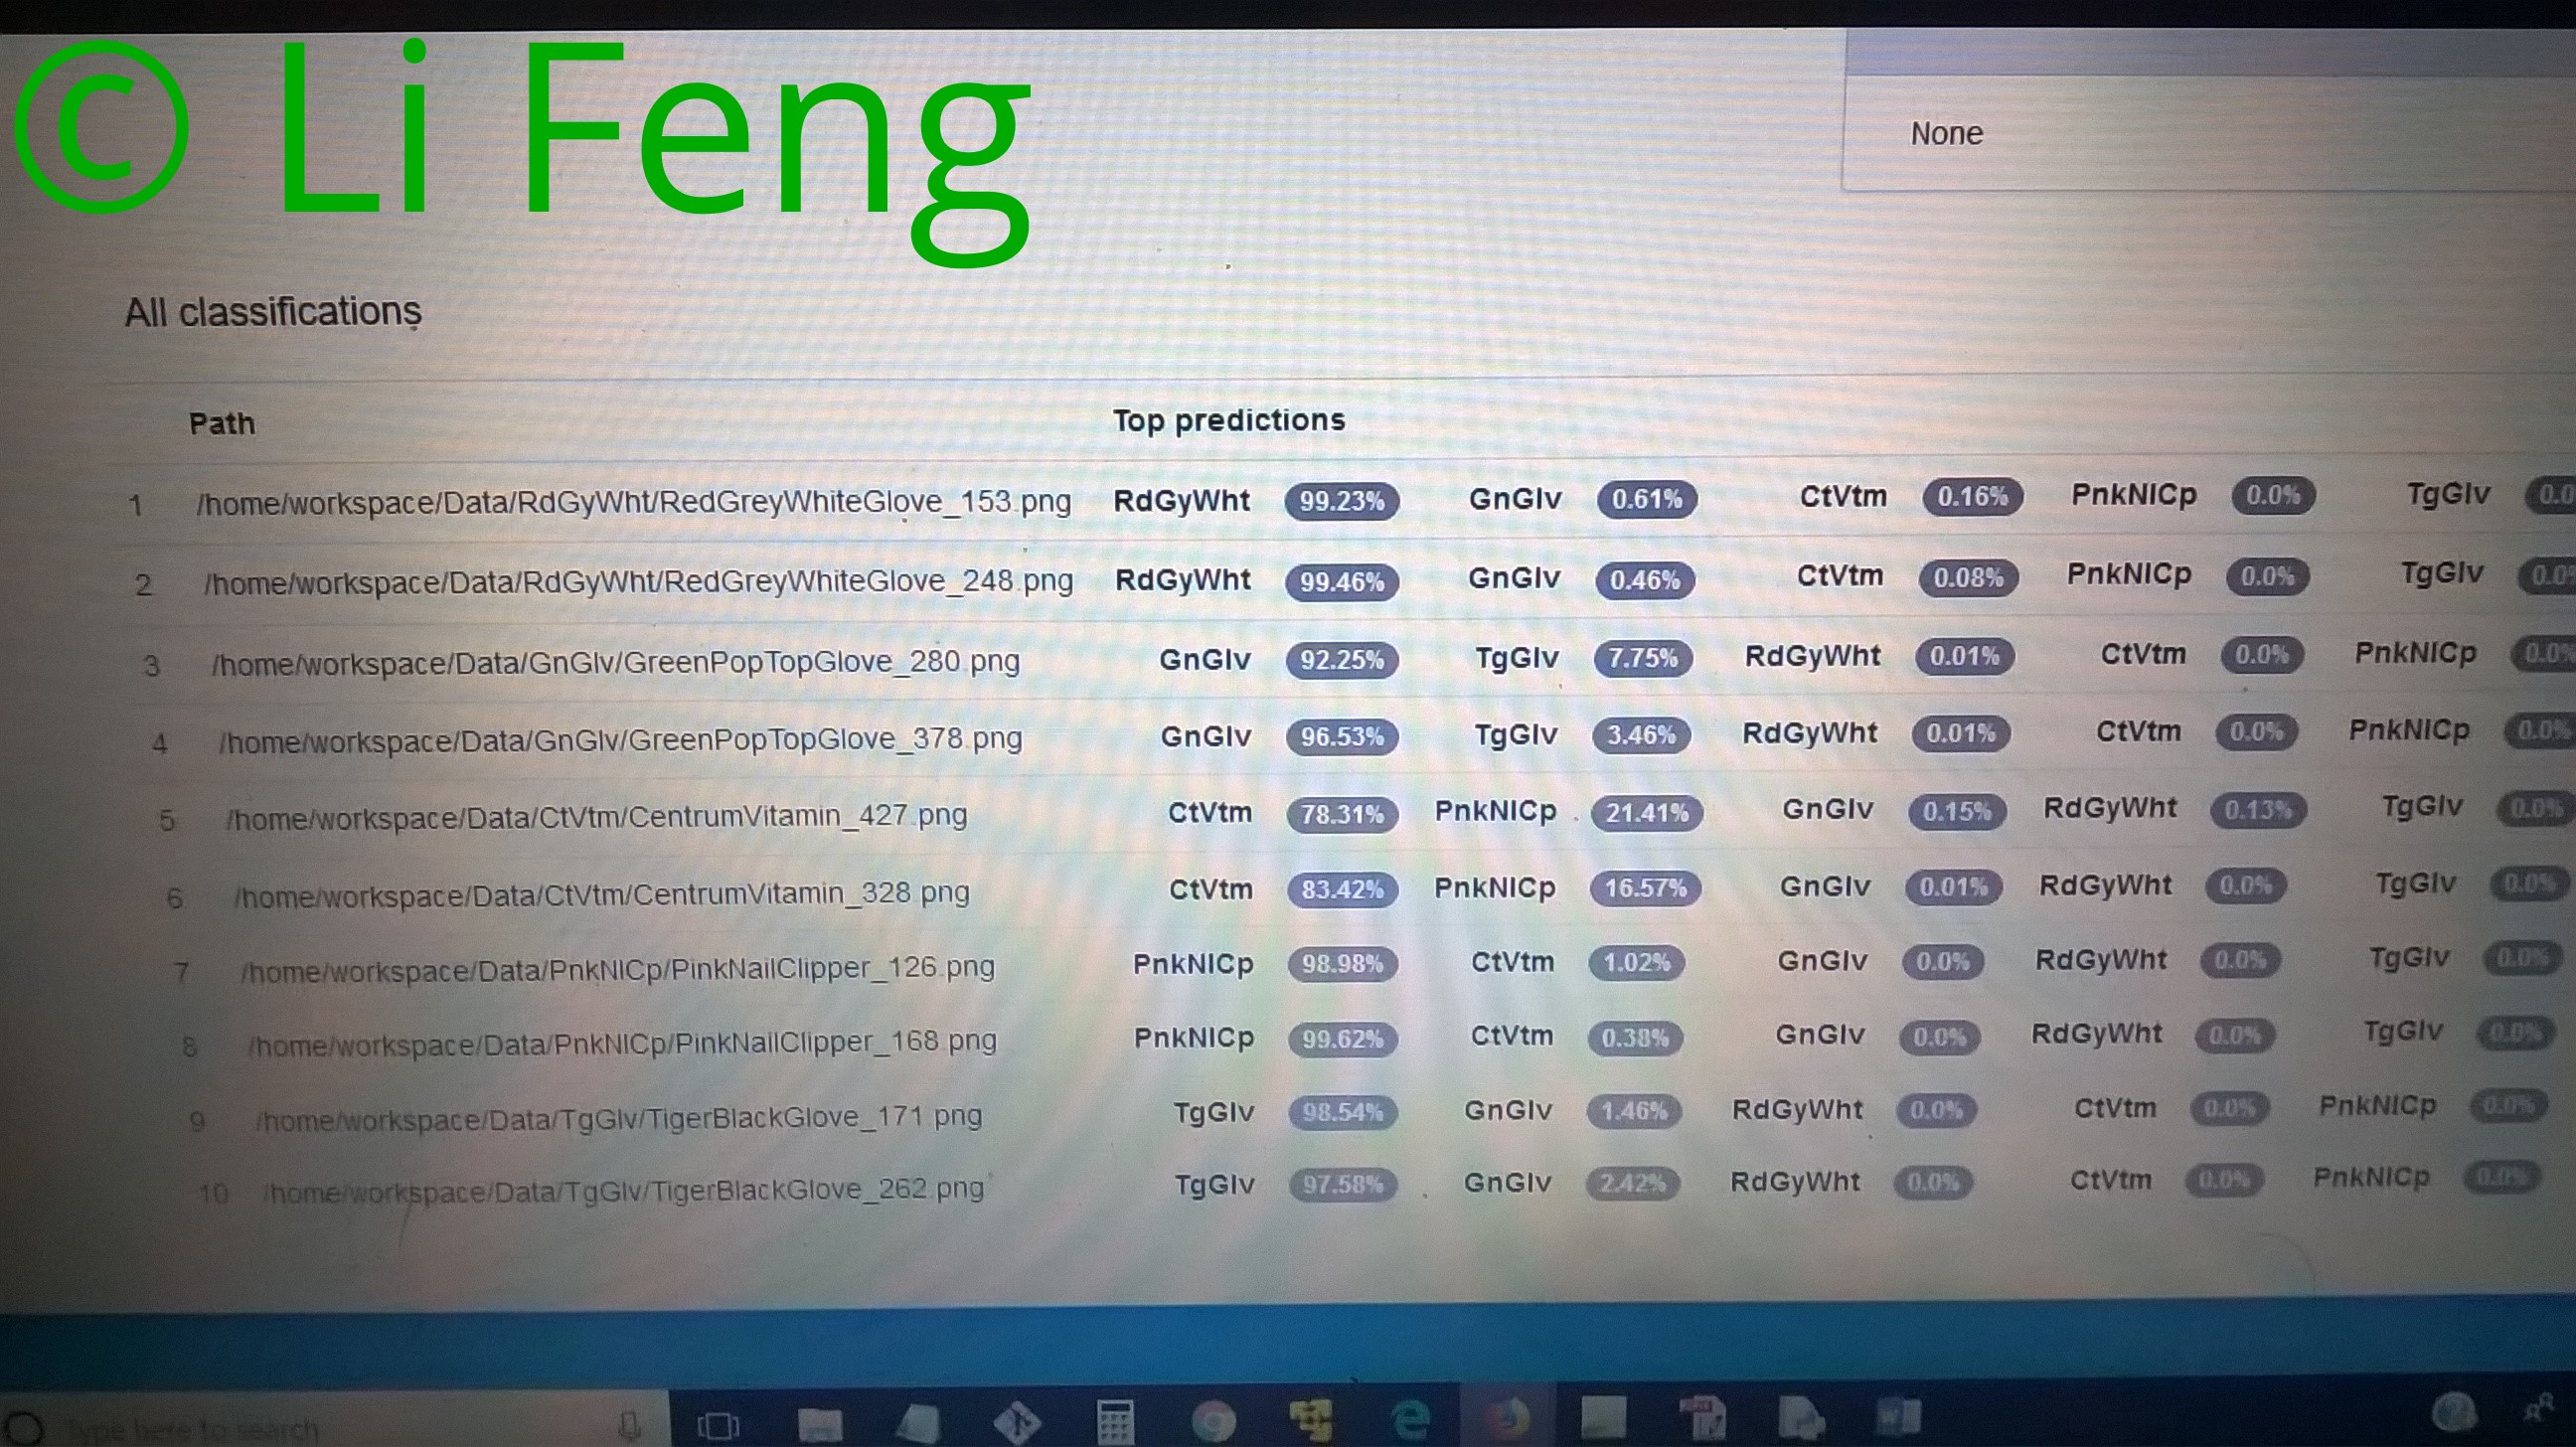 © Li Feng
None
All classifications
Path Top predictions
1 /home/workspace/Data/RdGyWht/RedGreyWhiteGlove_153.png RdGyWht 99.23% GnGlv 0.61% CtVtm 0.16% PnkNlCp 0.0% TgGlv 0.0
2 /home/workspace/Data/RdGyWht/RedGreyWhiteGlove_248.png RdGyWht 99.46% GnGlv 0.46% CtVtm 0.08% PnkNlCp 0.0% TgGlv 0.0%
3 /home/workspace/Data/GnGlv/GreenPopTopGlove_280.png GnGlv 92.25% TgGlv 7.75% RdGyWht 0.01% CtVtm 0.0% PnkNlCp 0.0%
4 /home/workspace/Data/GnGlv/GreenPopTopGlove_378.png GnGlv 96.53% TgGlv 3.46% RdGyWht 0.01% CtVtm 0.0% PnkNlCp 0.0%
5 /home/workspace/Data/CtVtm/CentrumVitamin_427.png CtVtm 78.31% PnkNlCp 21.41% GnGlv 0.15% RdGyWht 0.13% TgGlv 0.0%
6 /home/workspace/Data/CtVtm/CentrumVitamin_328.png CtVtm 83.42% PnkNlCp 16.57% GnGlv 0.01% RdGyWht 0.0% TgGlv 0.0%
7 /home/workspace/Data/PnkNlCp/PinkNailClipper_126.png PnkNlCp 98.98% CtVtm 1.02% GnGlv 0.0% RdGyWht 0.0% TgGlv 0.0%
8 /home/workspace/Data/PnkNlCp/PinkNailClipper_168.png PnkNlCp 99.62% CtVtm 0.38% GnGlv 0.0% RdGyWht 0.0% TgGlv 0.0%
9 /home/workspace/Data/TgGlv/TigerBlackGlove_171.png TgGlv 98.54% GnGlv 1.46% RdGyWht 0.0% CtVtm 0.0% PnkNlCp 0.0%
10 /home/workspace/Data/TgGlv/TigerBlackGlove_262.png TgGlv 97.58% GnGlv 2.42% RdGyWht 0.0% CtVtm 0.0% PnkNlCp 0.0%
Type here to search